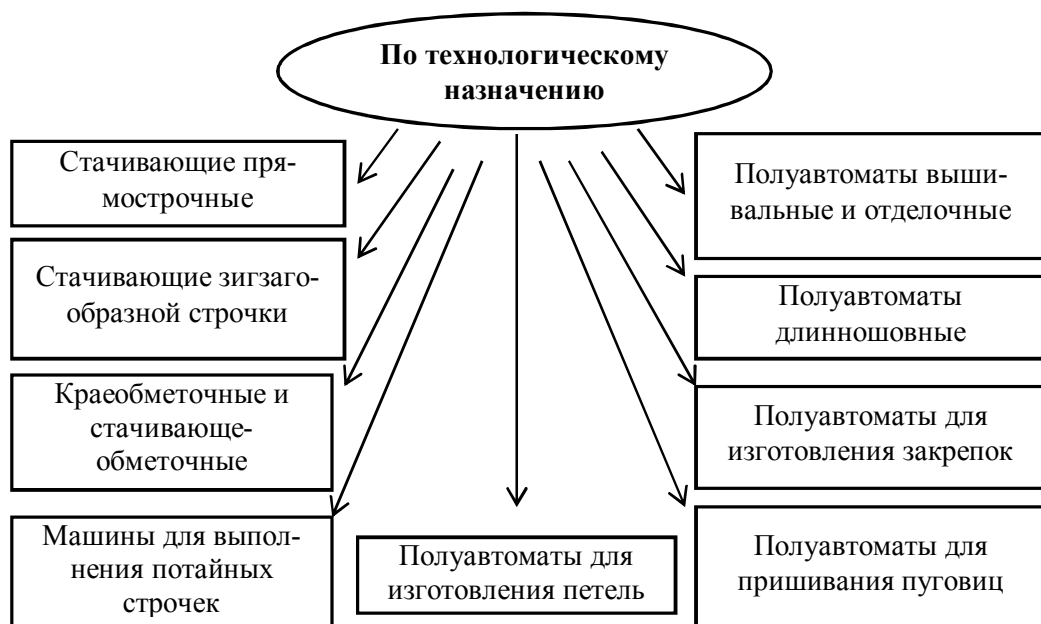 По технологическому
назначению
Стачивающие пря-
мострочные
Стачивающие зигзаго-
образной строчки
Краеобметочные и
стачивающе-
обметочные
Машины для выпол-
нения потайных
строчек
Полуавтоматы для
изготовления петель
Полуавтоматы выши-
вальные и отделочные
Полуавтоматы
длинношовные
Полуавтоматы для
изготовления закрепок
Полуавтоматы для
пришивания пуговиц